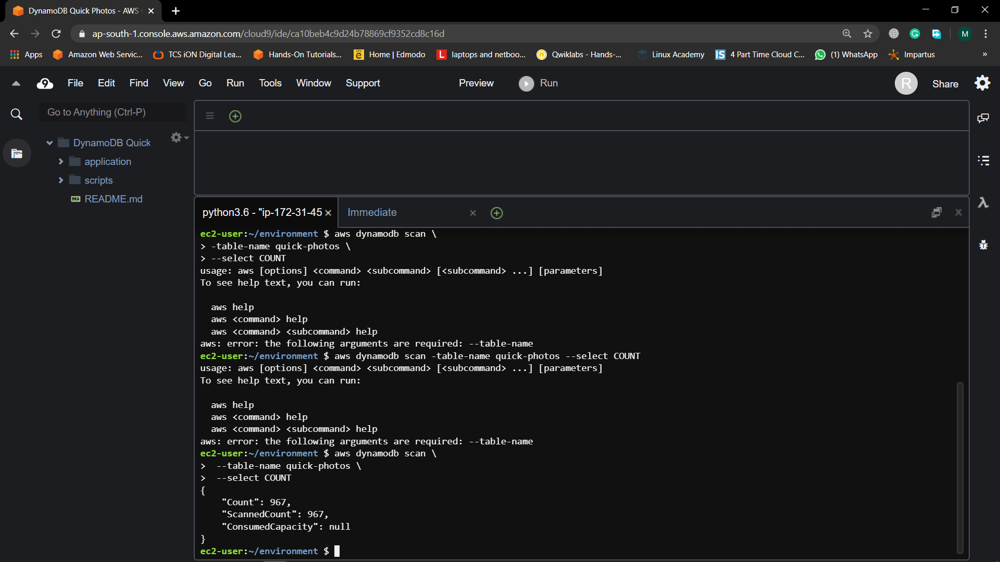 DynamoDB Quick Photos - AWS
ap-south-1.console.aws.amazon.com/cloud9/ide/ca10beb4c9d24b78869cf9352cd8c16d
M
Apps Amazon Web Servic... TCS iON Digital Lea... Hands-On Tutorials... Home | Edmodo laptops and netboo... Qwiklabs - Hands-... Linux Academy 4 Part Time Cloud C... (1) WhatsApp Impartus »
9 File Edit Find View Go Run Tools Window Support Preview Run R Share
Go to Anything (Ctrl-P)
DynamoDB Quick
application
scripts
README.md
python3.6 - "ip-172-31-45 Immediate
ec2-user:~/environment $ aws dynamodb scan \
> -table-name quick-photos \
> --select COUNT
usage: aws [options] <command> <subcommand> [<subcommand> ...] [parameters]
To see help text, you can run:
aws help
aws <command> help
aws <command> <subcommand> help
aws: error: the following arguments are required: --table-name
ec2-user:~/environment $ aws dynamodb scan -table-name quick-photos --select COUNT
usage: aws [options] <command> <subcommand> [<subcommand> ...] [parameters]
To see help text, you can run:
aws help
aws <command> help
aws <command> <subcommand> help
aws: error: the following arguments are required: --table-name
ec2-user:~/environment $ aws dynamodb scan \
>  --table-name quick-photos \
>  --select COUNT
{
"Count": 967,
"ScannedCount": 967,
"ConsumedCapacity": null
}
ec2-user:~/environment $